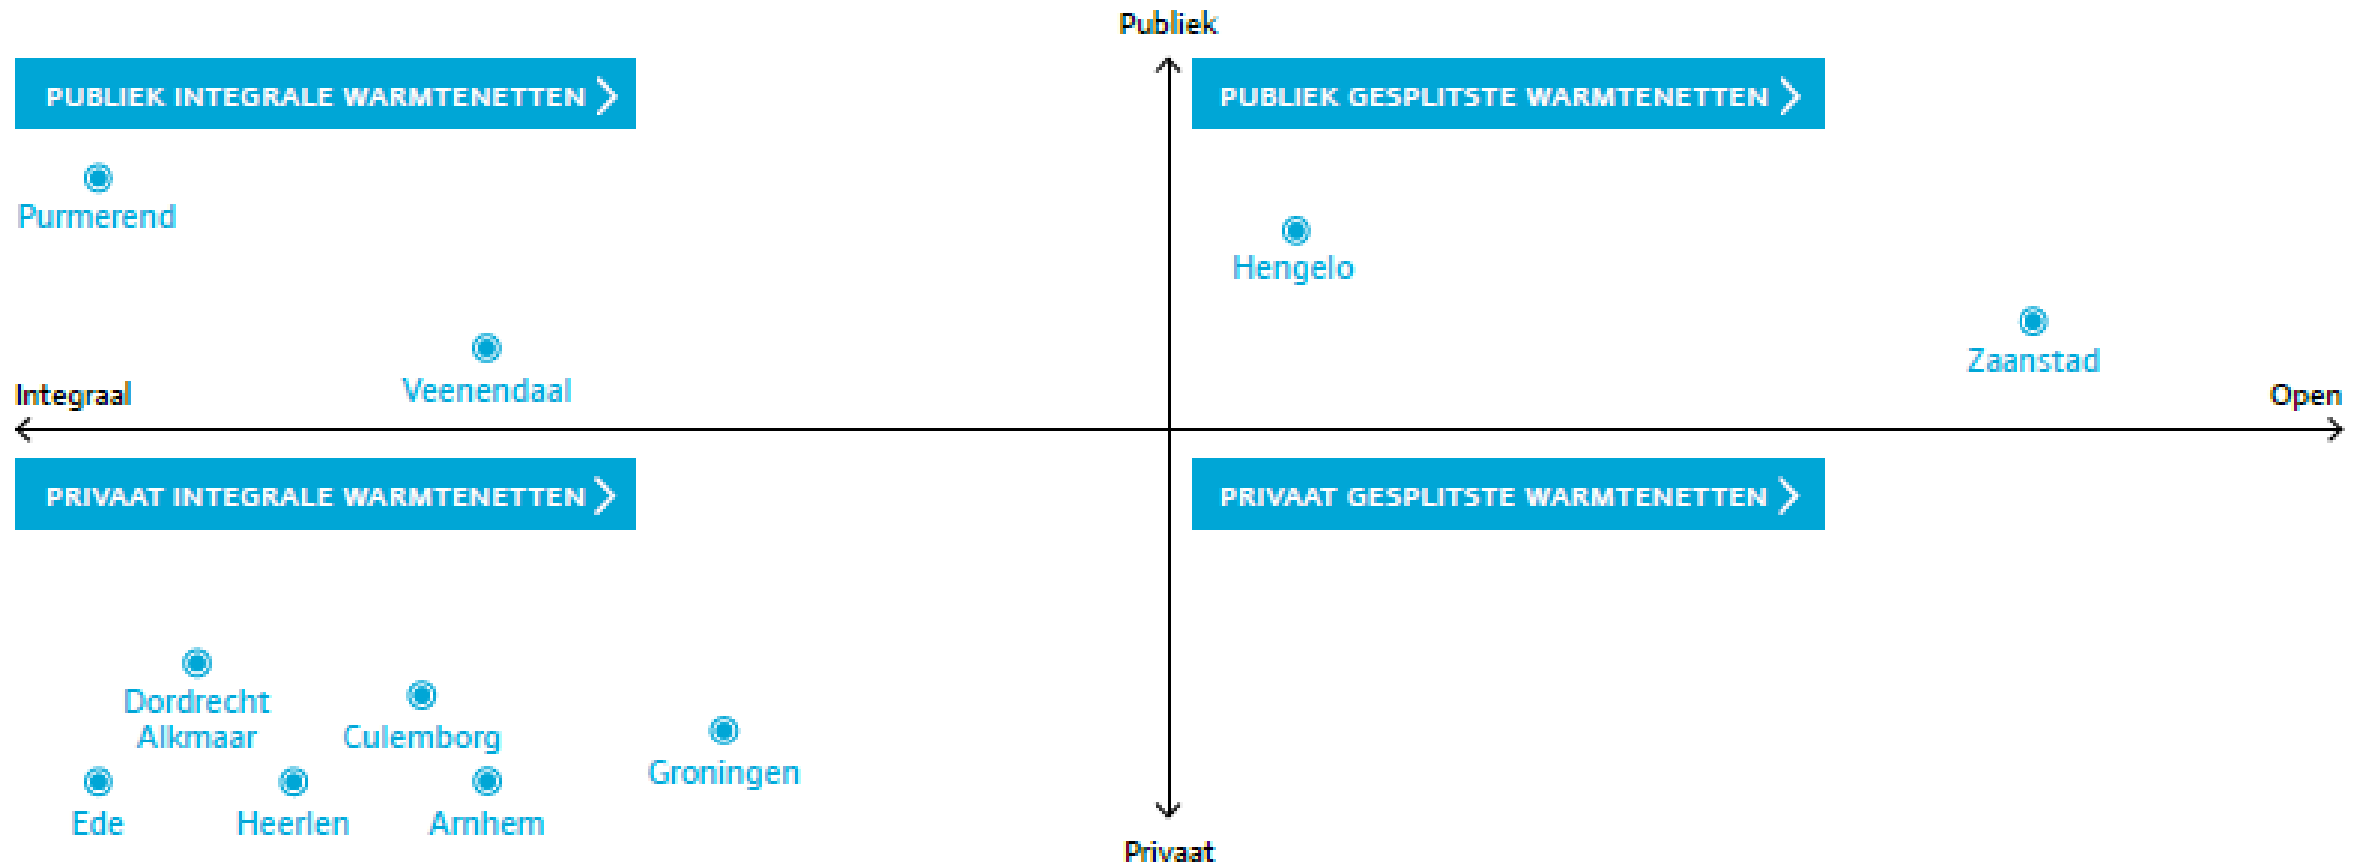 Publiek
PUBLIEK INTEGRALE WARMTENETTEN
PUBLIEK GESPLITSTE WARMTENETTEN
Purmerend
Hengelo
Zaanstad
Veenendaal
Integraal
Open
PRIVAAT INTEGRALE WARMTENETTEN
PRIVAAT GESPLITSTE WARMTENETTEN
Dordrecht
Alkmaar
Culemborg
Groningen
Ede
Heerlen
Arnhem
Privaat